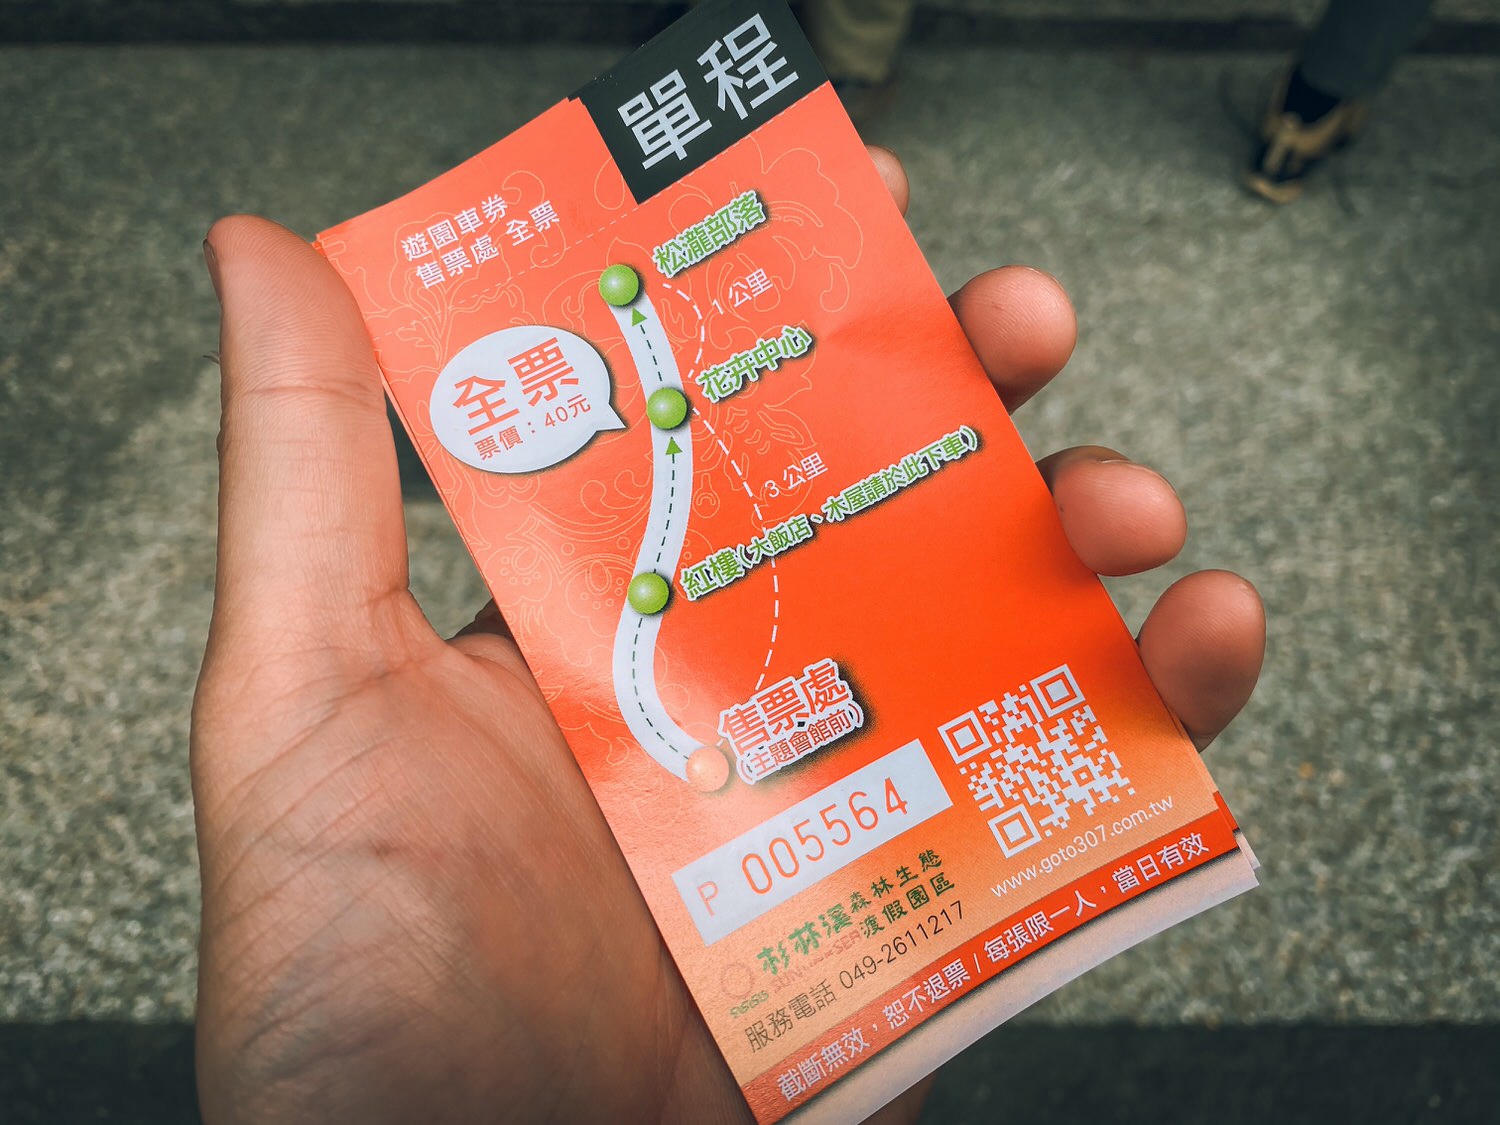 單程
遊園車券
售票處 全票
松瀧部落
1 公里
全票
票價：40元
花卉中心
3 公里
紅樓(大飯店、木屋請於此下車)
售票處
(主題會館前)
P 005564
www.goto307.com.tw
杉林溪森林生態
渡假園區
服務電話 049-2611217
截斷無效，恕不退票 / 每張限一人，當日有效